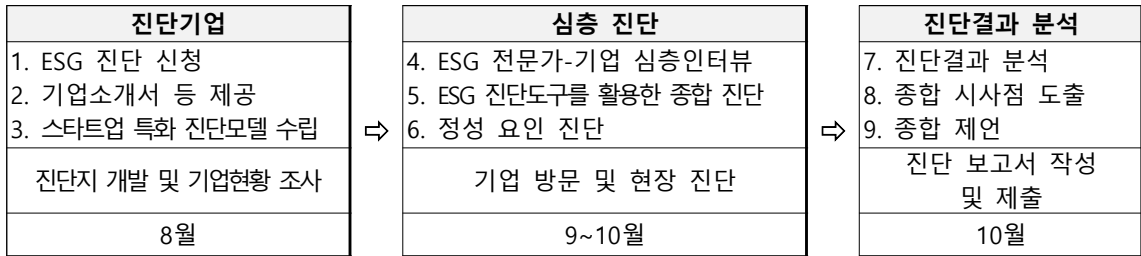 진단기업
1. ESG 진단 신청
2. 기업소개서 등 제공
3. 스타트업 특화 진단모델 수립
진단지 개발 및 기업현황 조사
8월
⇨
심층 진단
4. ESG 전문가-기업 심층인터뷰
5. ESG 진단도구를 활용한 종합 진단
6. 정성 요인 진단
기업 방문 및 현장 진단
9~10월
⇨
진단결과 분석
7. 진단결과 분석
8. 종합 시사점 도출
9. 종합 제언
진단 보고서 작성
및 제출
10월